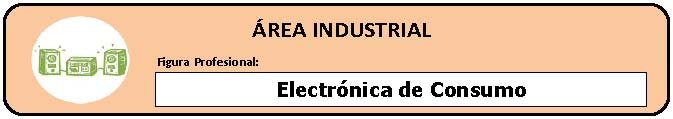 ÁREA INDUSTRIAL
Figura Profesional:
Electrónica de Consumo